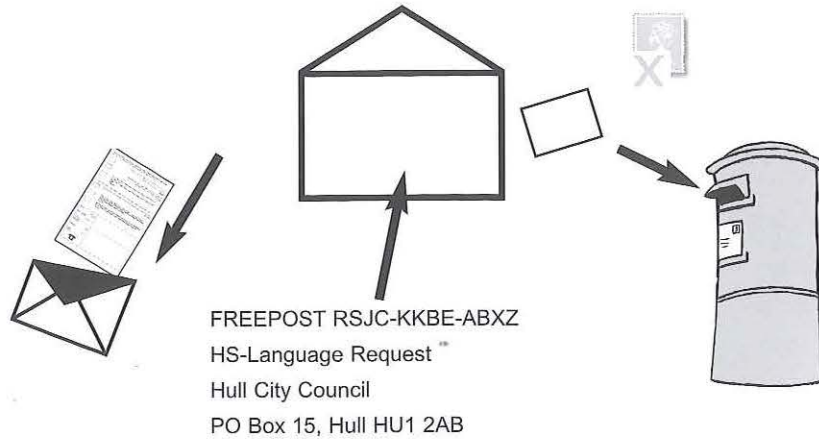 FREEPOST RSJC-KKBE-ABXZ
HS-Language Request
Hull City Council
PO Box 15, Hull HU1 2AB